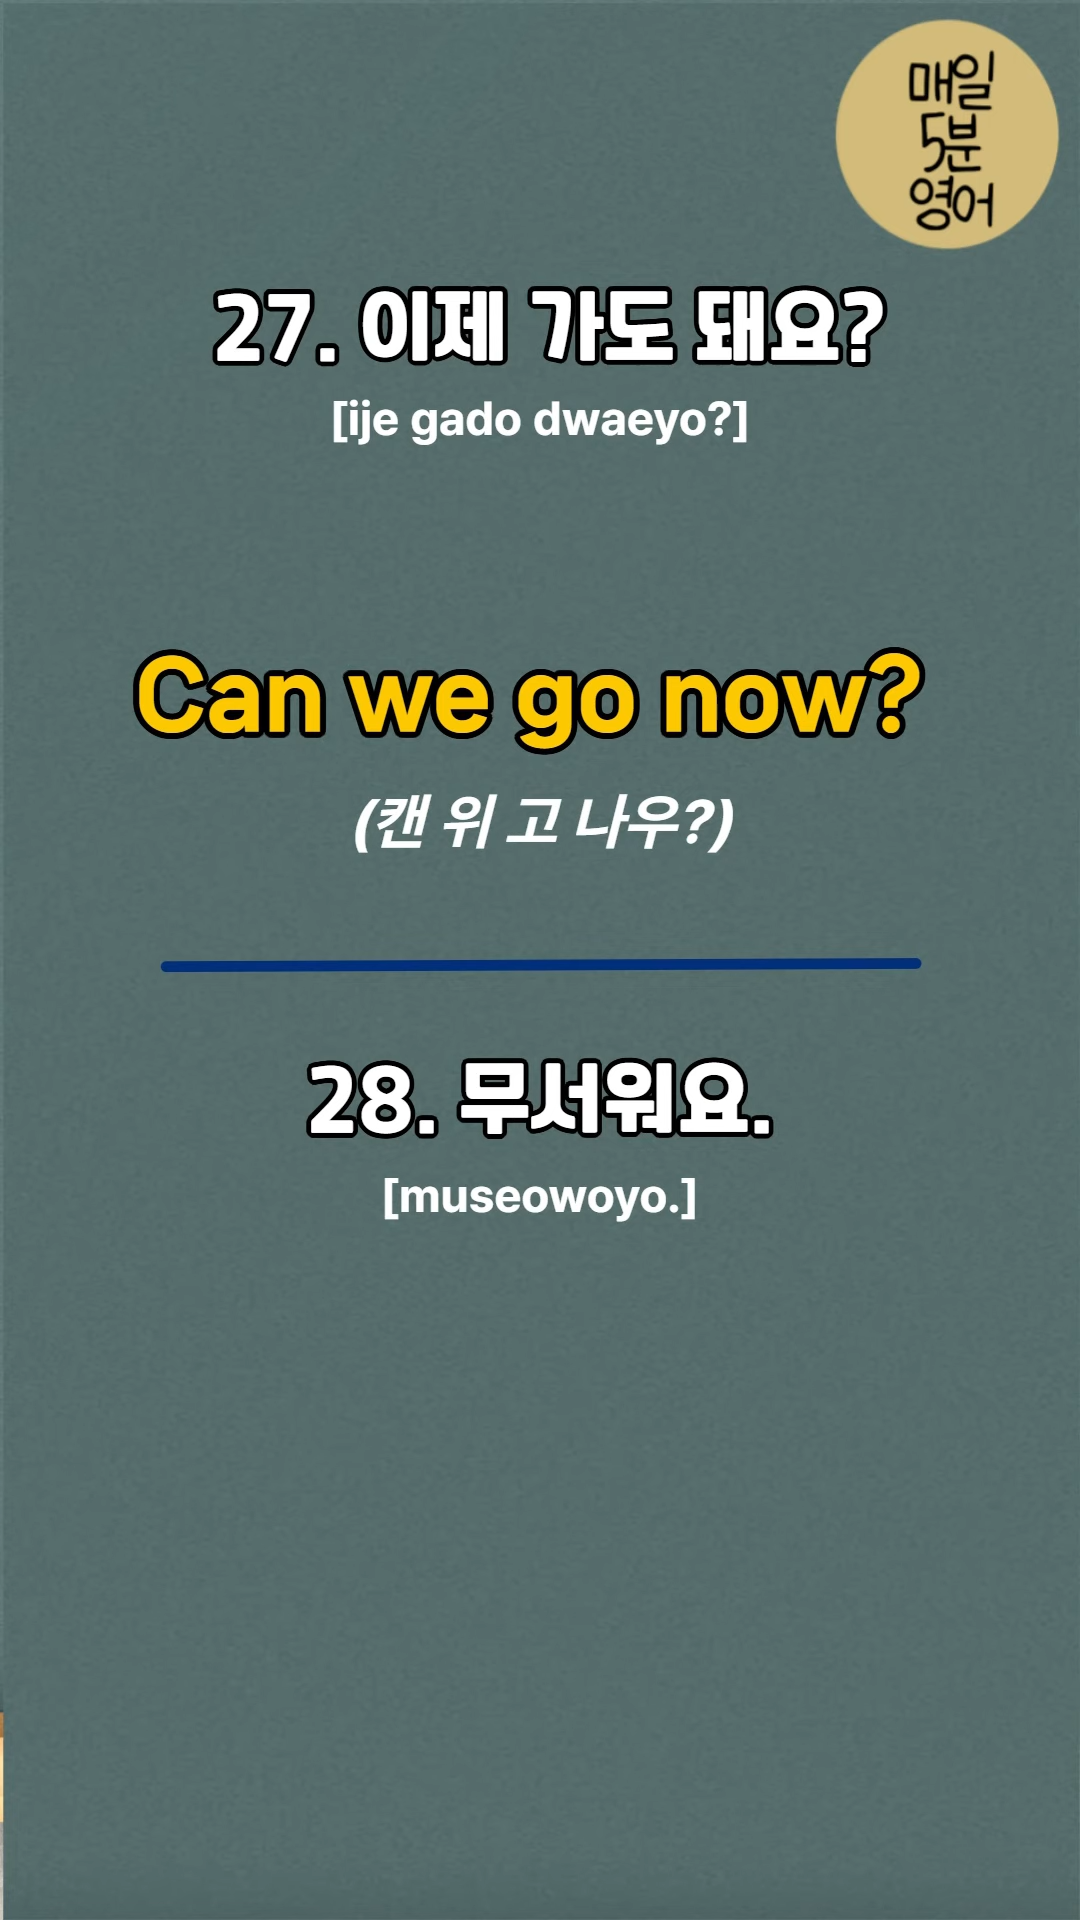 매일
5분
영어
27. 이제 가도 돼요?
[ije gado dwaeyo?]
Can we go now?
(캔 위 고 나우?)
28. 무서워요.
[museowoyo.]